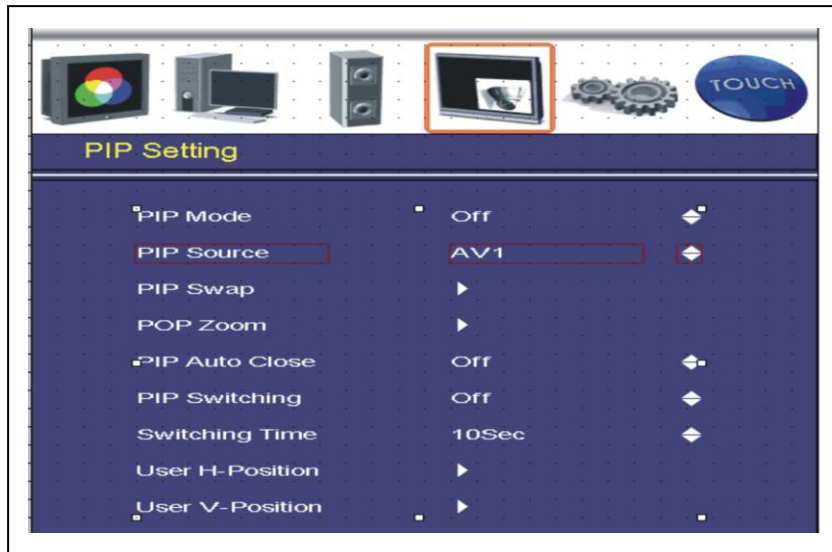 TOUCH
PIP Setting
PIP Mode Off
PIP Source AV1
PIP Swap
POP Zoom
PIP Auto Close Off
PIP Switching Off
Switching Time 10Sec
User H-Position
User V-Position